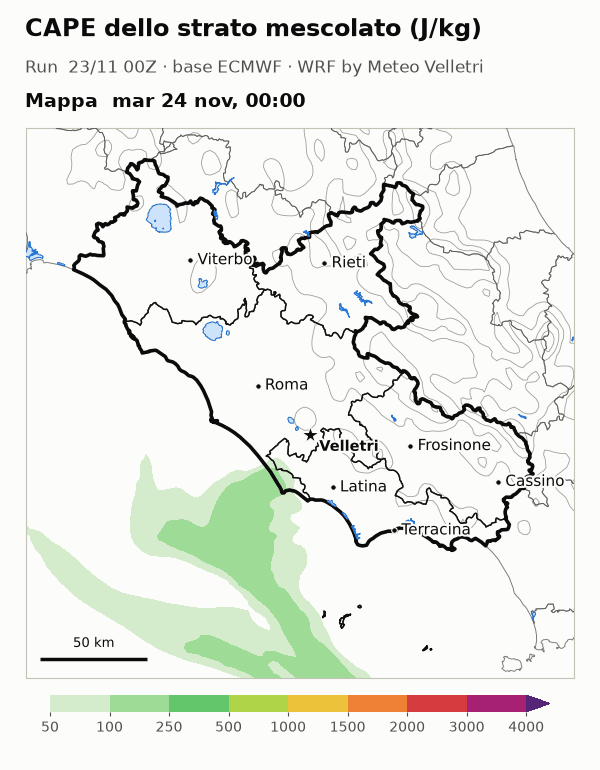 CAPE dello strato mescolato (J/kg)
Run  23/11 00Z · base ECMWF · WRF by Meteo Velletri
Mappa  mar 24 nov, 00:00
Viterbo
Rieti
Roma
Velletri
Frosinone
Cassino
Latina
Terracina
50 km
50 100 250 500 1000 1500 2000 3000 4000